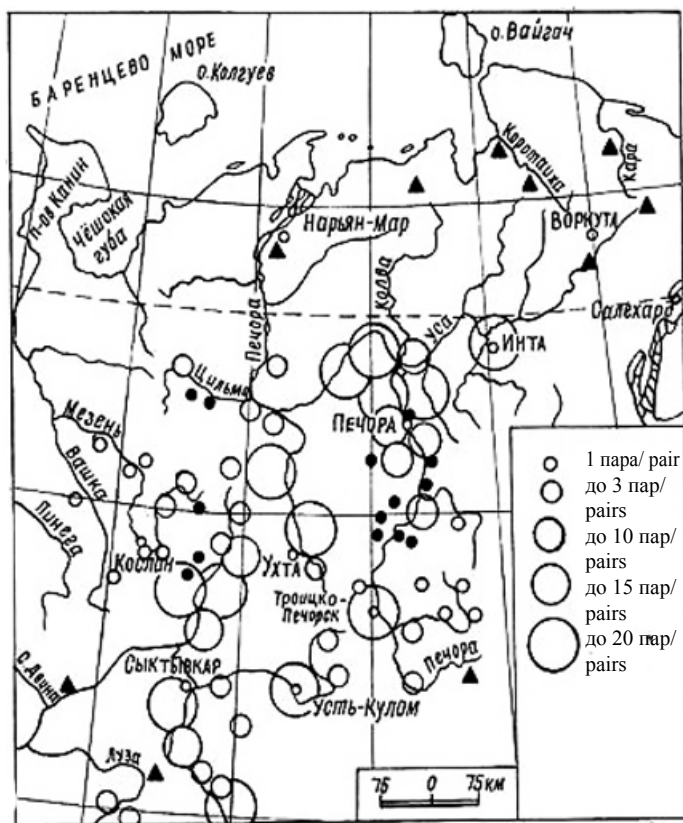 о. Вайгач
БАРЕНЦЕВО МОРЕ
о. Колгуев
п-ов Канин
Чёшская
губа
Коротаиха
Кара
Нарьян-Мар
ВОРКУТА
Печора
Колва
Уса
Салехард
ИНТА
Цильма
ПЕЧОРА
Мезень
Вашка
Пинега
Кослан
УХТА
Троицко-
Печорск
Печора
С. Двина
СЫКТЫВКАР
Усть-Кулом
Луза
1 пара/ pair
до 3 пар/
pairs
до 10 пар/
pairs
до 15 пар/
pairs
до 20 пар/
pairs
75 0 75 км